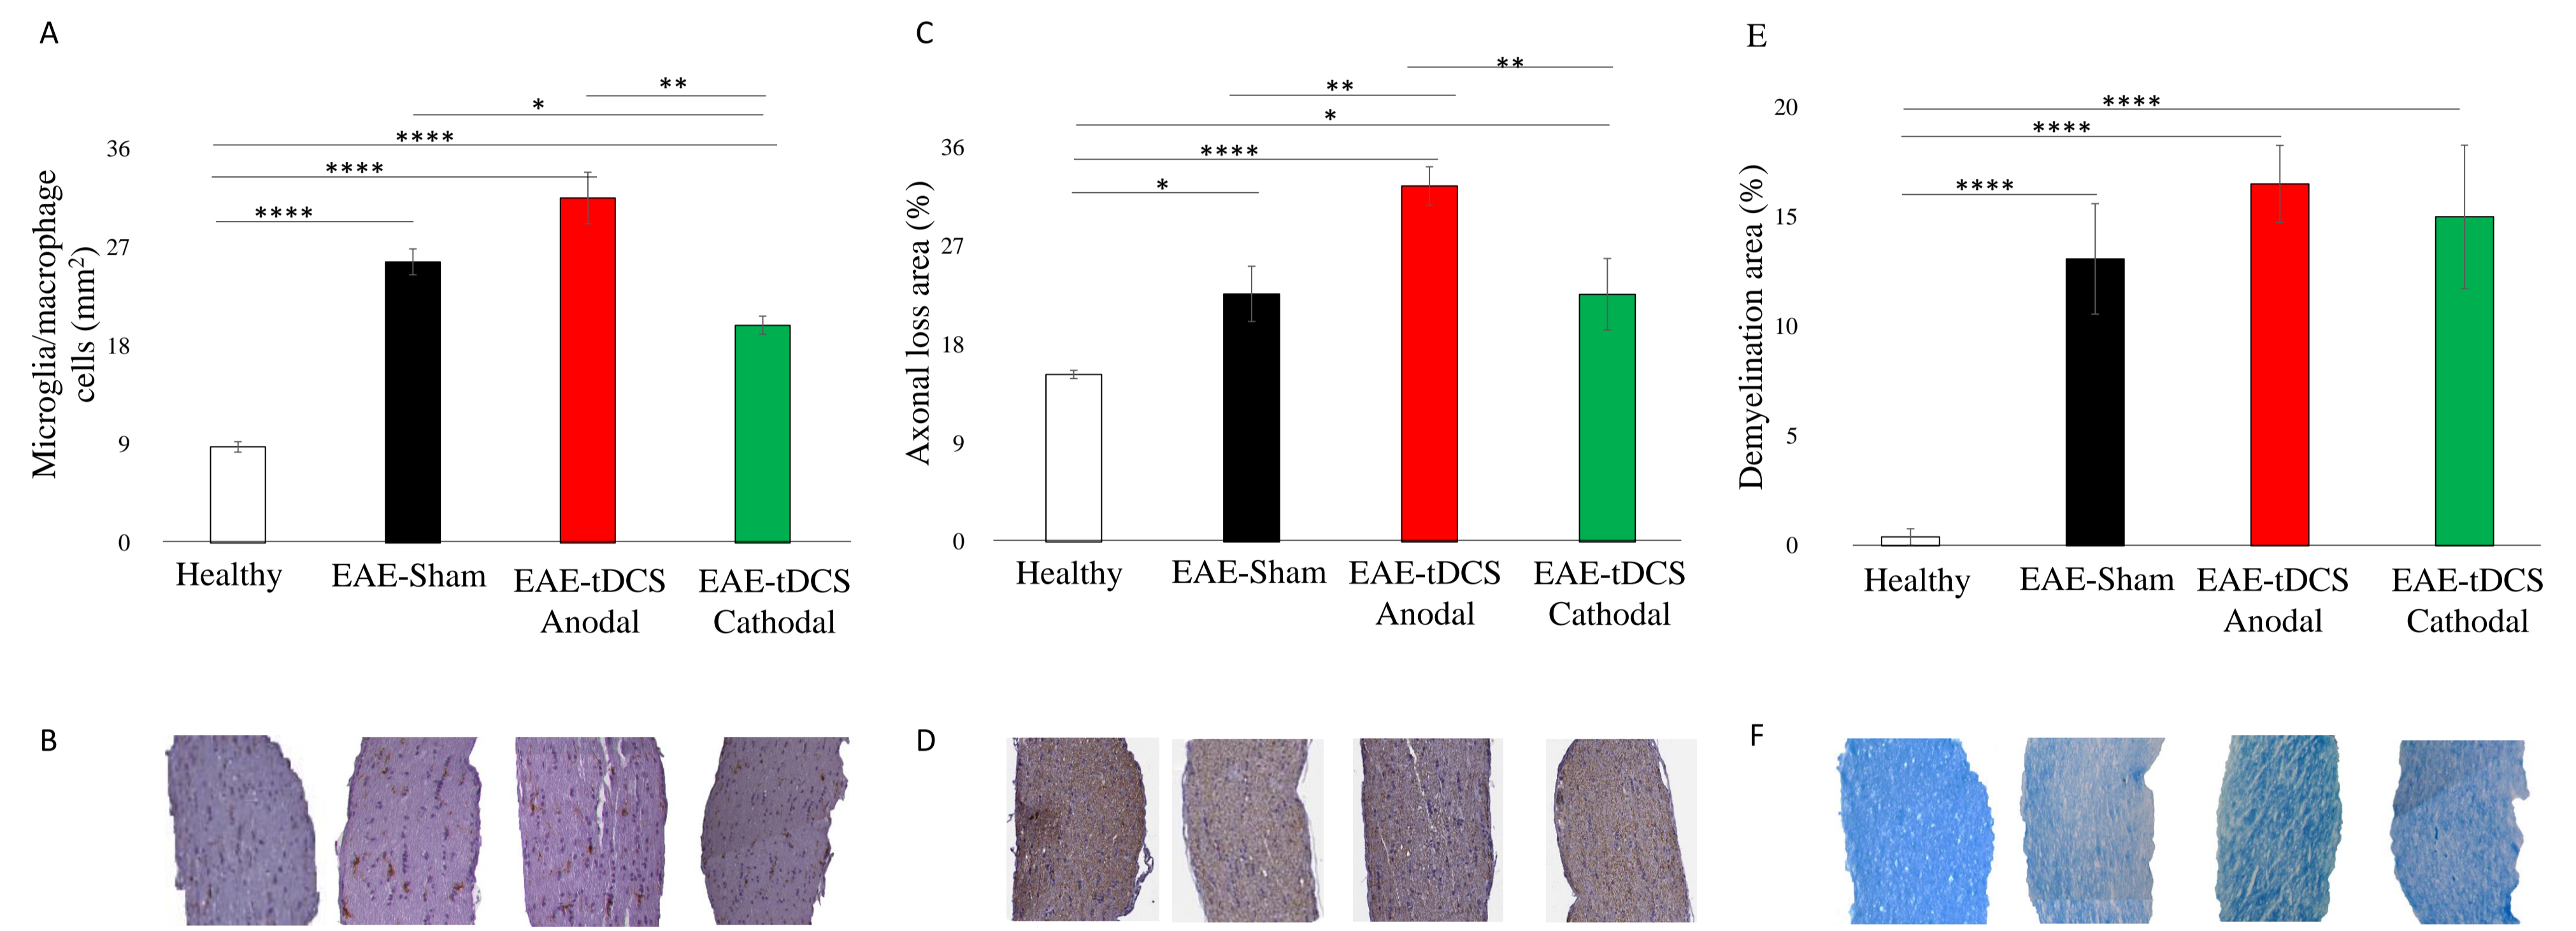 A
C
E
**
*
****
****
****
**
**
*
****
*
****
****
****
36
27
18
9
0
Microglia/macrophage
cells (mm2)
Healthy
EAE-Sham
EAE-tDCS
Anodal
EAE-tDCS
Cathodal
36
27
18
9
0
Axonal loss area (%)
Healthy
EAE-Sham
EAE-tDCS
Anodal
EAE-tDCS
Cathodal
20
15
10
5
0
Demyelination area (%)
Healthy
EAE-Sham
EAE-tDCS
Anodal
EAE-tDCS
Cathodal
B
D
F